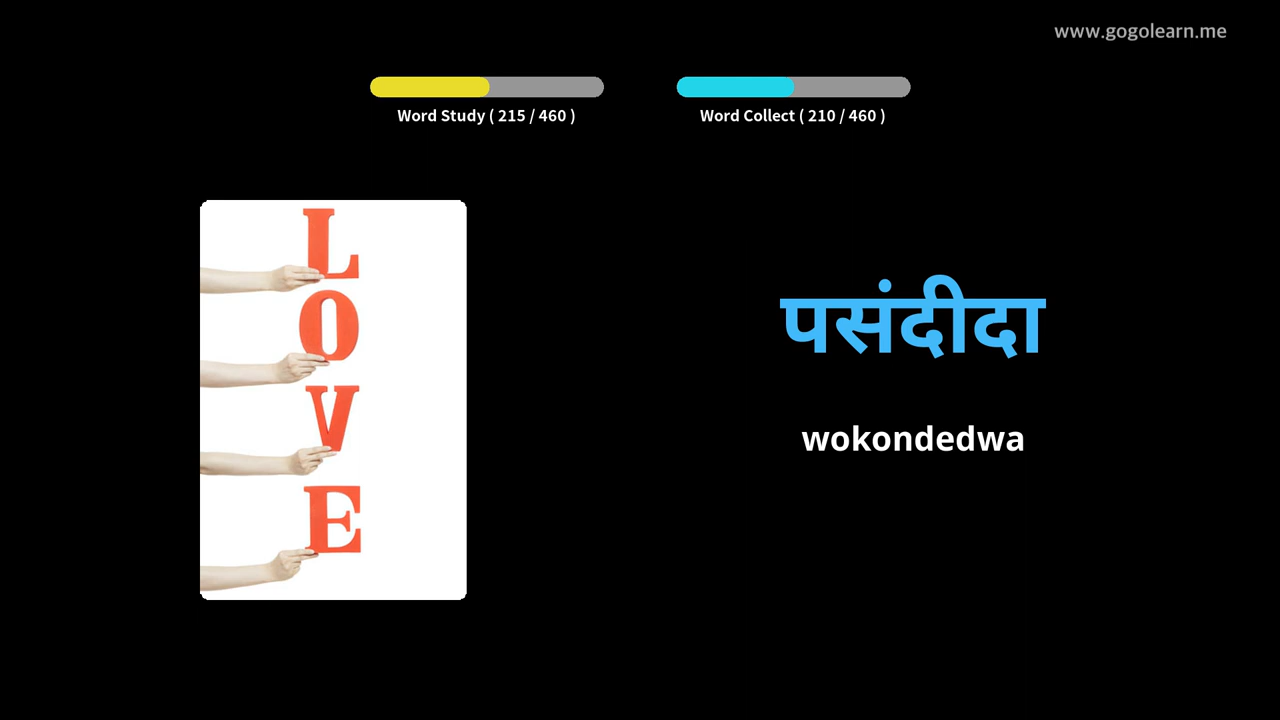 www.gogolearn.me
Word Study ( 215 / 460 )
Word Collect ( 210 / 460 )
L
O
V
E
पसंदीदा
wokondedwa